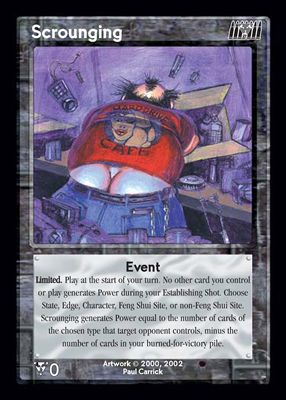 Scrounging
CAFE
Event
Limited. Play at the start of your turn. No other card you control
or play generates Power during your Establishing Shot. Choose
State, Edge, Character, Feng Shui Site, or non-Feng Shui Site.
Scrounging generates Power equal to the number of cards of
the chosen type that target opponent controls, minus the
number of cards in your burned-for-victory pile.
0
Artwork © 2000, 2002
Paul Carrick